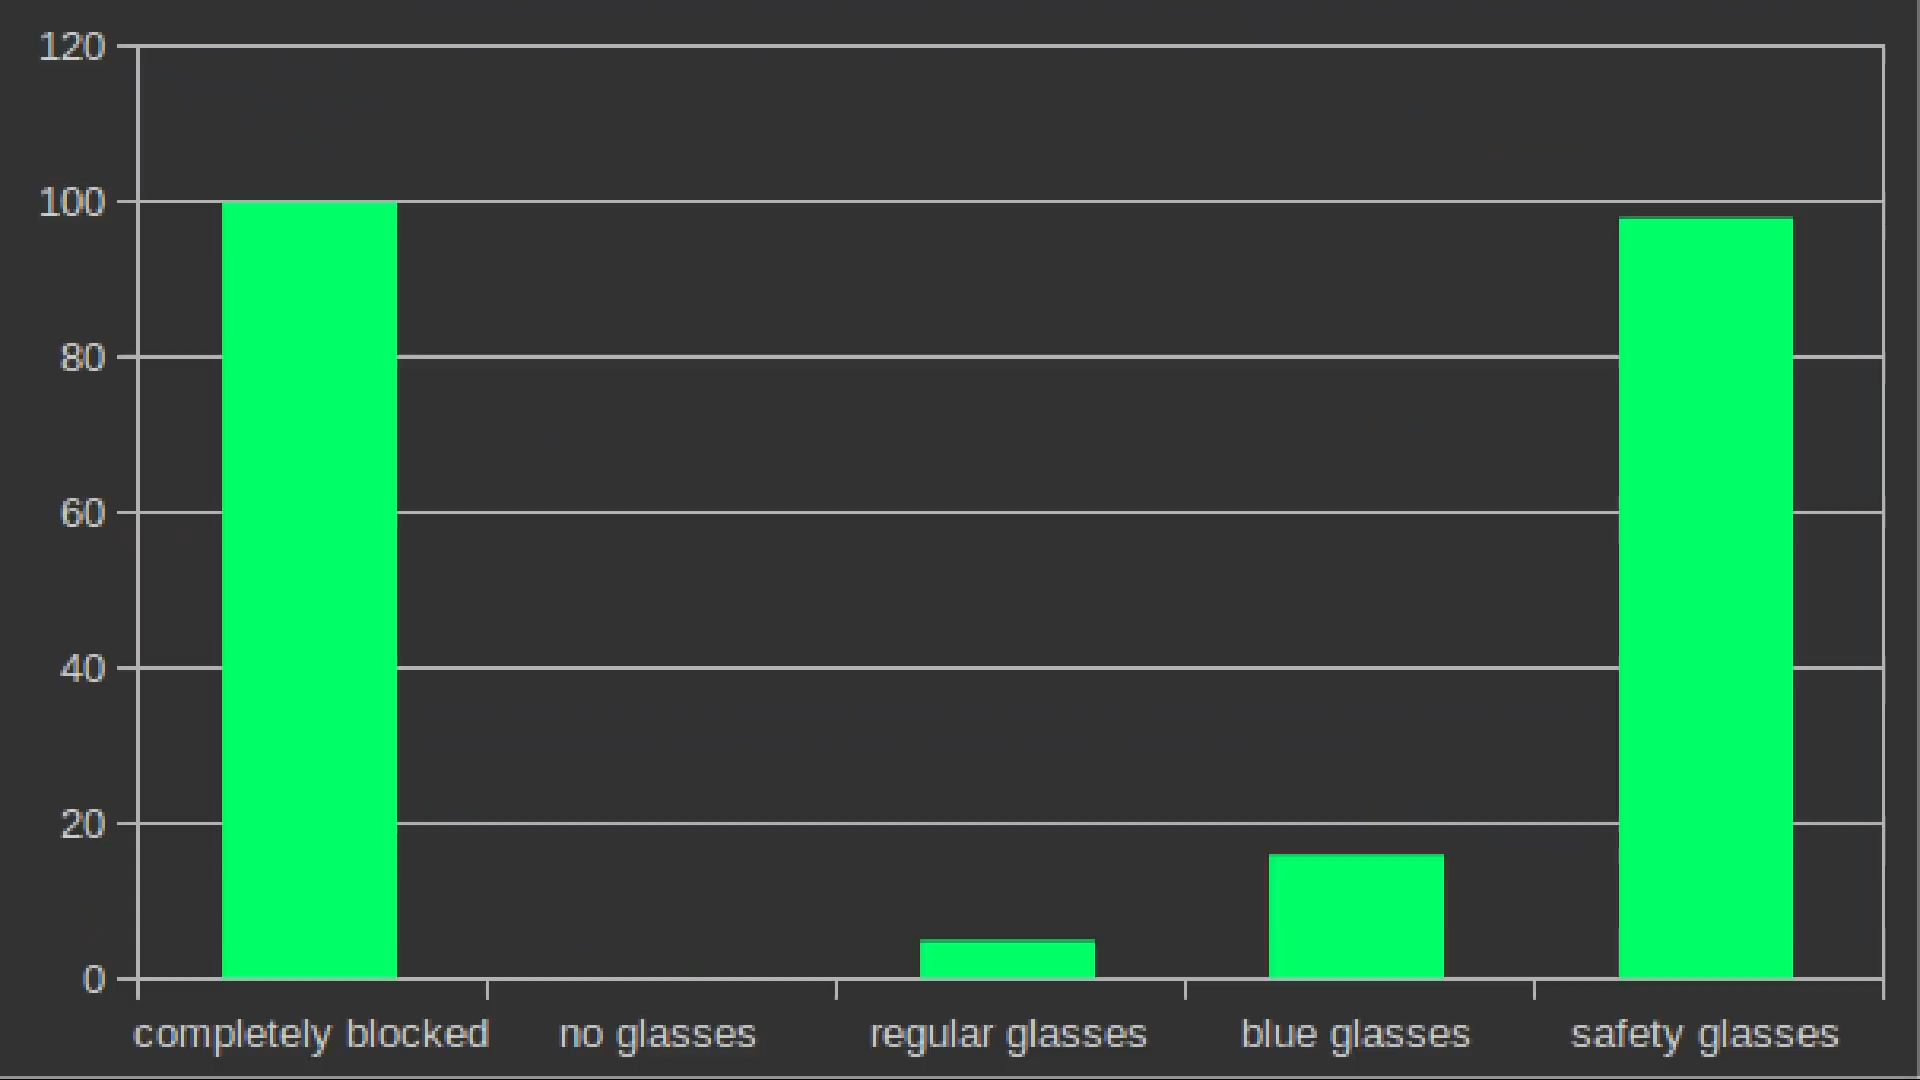 120
100
80
60
40
20
0
completely blocked
no glasses
regular glasses
blue glasses
safety glasses